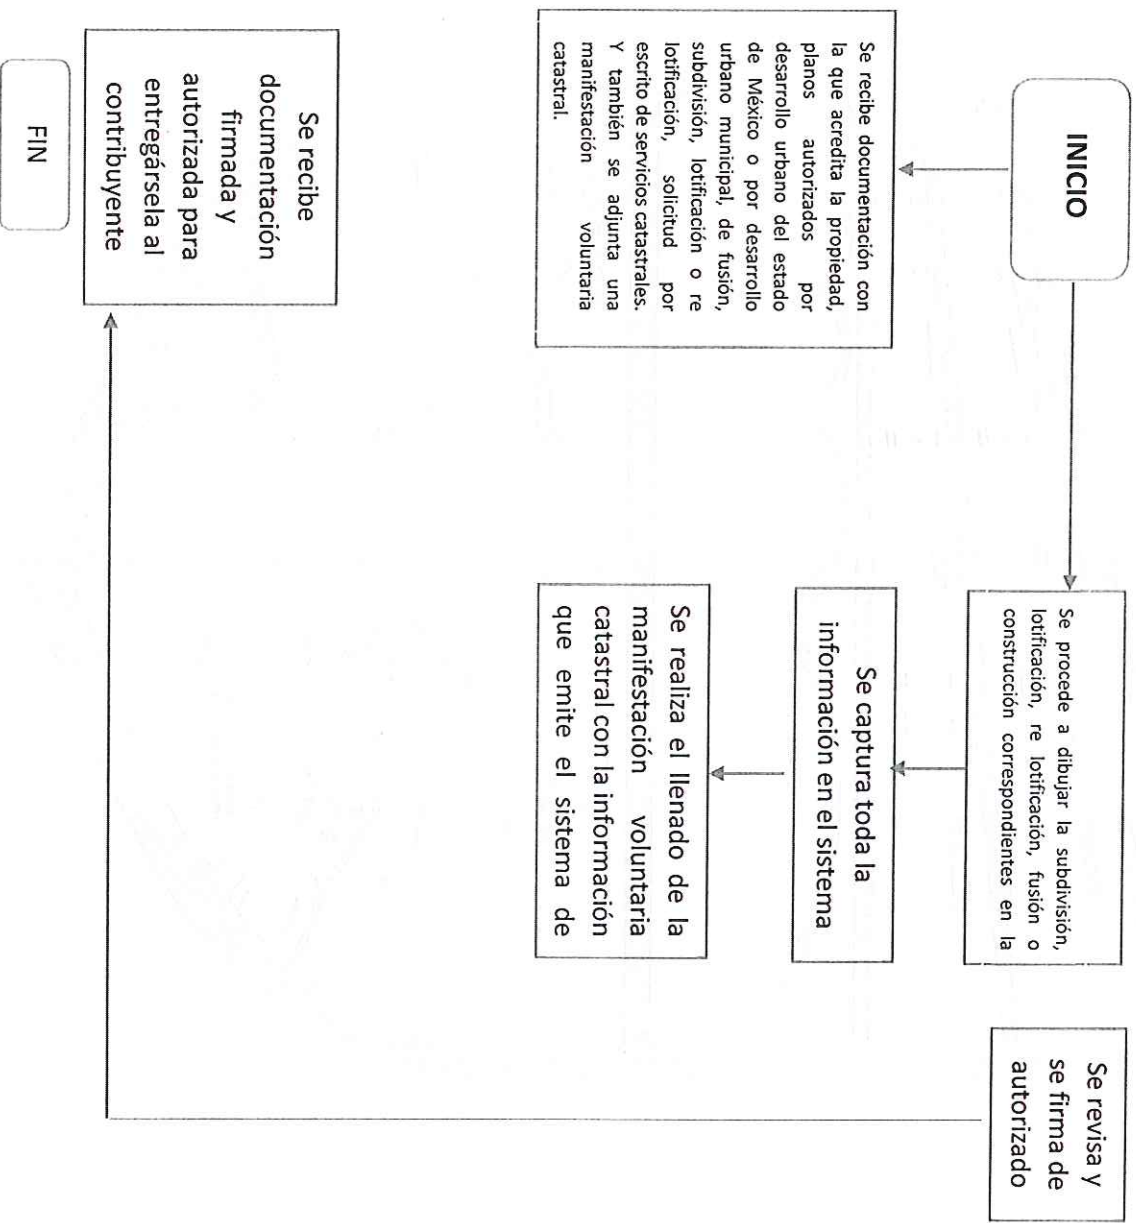 INICIO
Se recibe documentación con
la que acredita la propiedad,
planos autorizados por
desarrollo urbano del estado
de México o por desarrollo
urbano municipal, de fusión,
subdivisión, lotificación o re
lotificación, solicitud por
escrito de servicios catastrales.
Y también se adjunta una
manifestación voluntaria
catastral.
Se recibe
documentación
firmada y
autorizada para
entregársela al
contribuyente
FIN
Se procede a dibujar la subdivisión,
lotificación, re lotificación, fusión o
construcción correspondientes en la
Se captura toda la
información en el sistema
Se realiza el llenado de la
manifestación voluntaria
catastral con la información
que emite el sistema de
Se revisa y
se firma de
autorizado